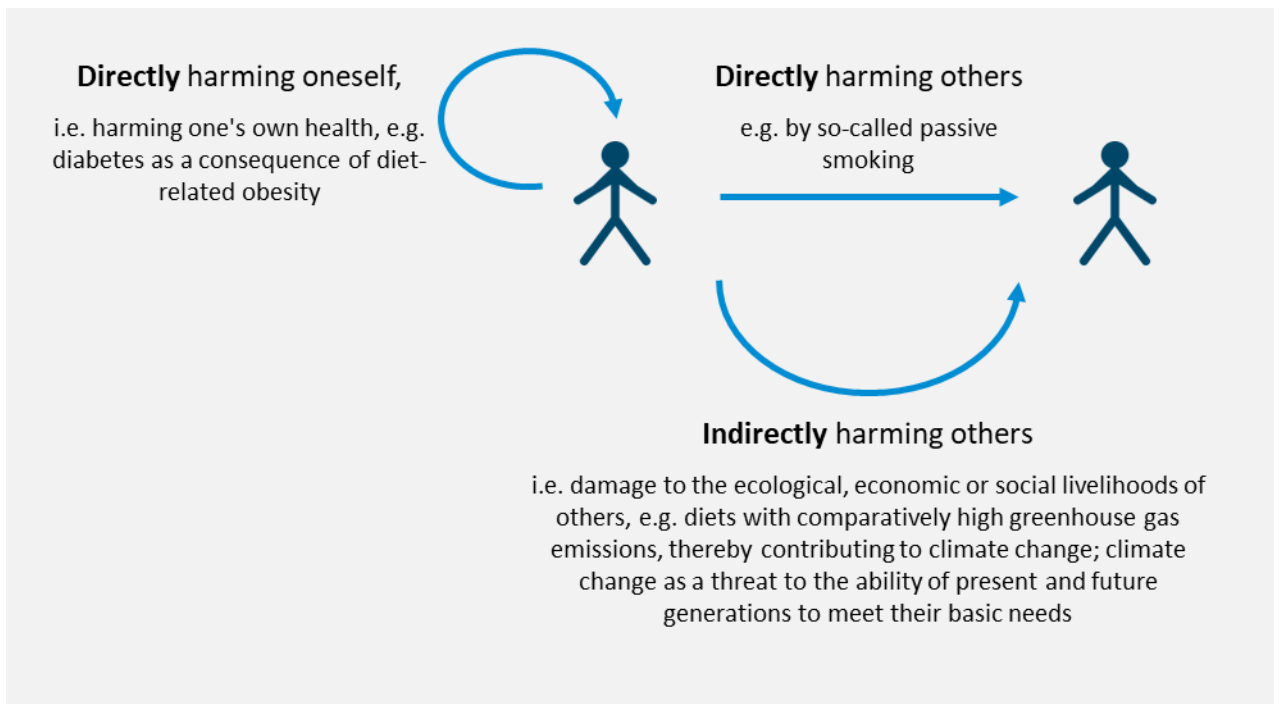 Directly harming oneself,
i.e. harming one's own health, e.g.
diabetes as a consequence of diet-
related obesity
Directly harming others
e.g. by so-called passive
smoking
Indirectly harming others
i.e. damage to the ecological, economic or social livelihoods of
others, e.g. diets with comparatively high greenhouse gas
emissions, thereby contributing to climate change; climate
change as a threat to the ability of present and future
generations to meet their basic needs